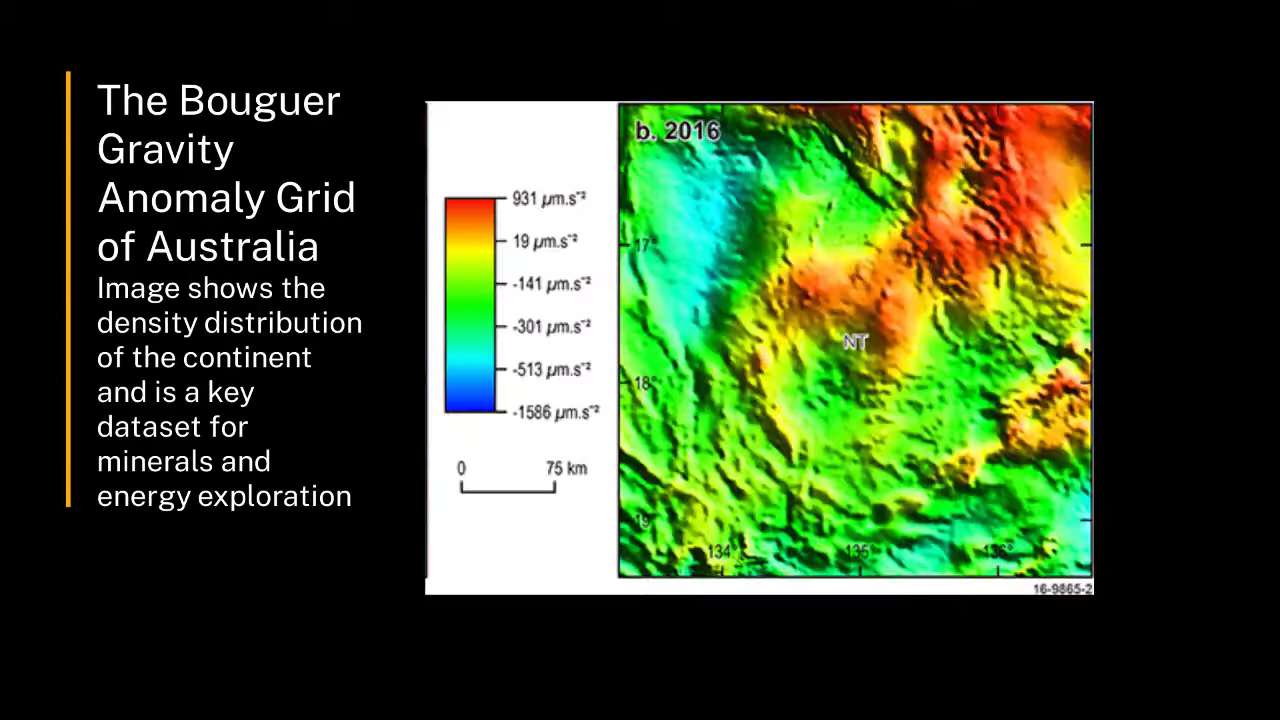 The Bouguer
Gravity
Anomaly Grid
of Australia
Image shows the
density distribution
of the continent
and is a key
dataset for
minerals and
energy exploration
b. 2016
931 µm.s⁻²
19 µm.s⁻²
-141 µm.s⁻²
-301 µm.s⁻²
-513 µm.s⁻²
-1586 µm.s⁻²
0 75 km
17°
NT
18°
19
134°
135°
136°
16-9865-2